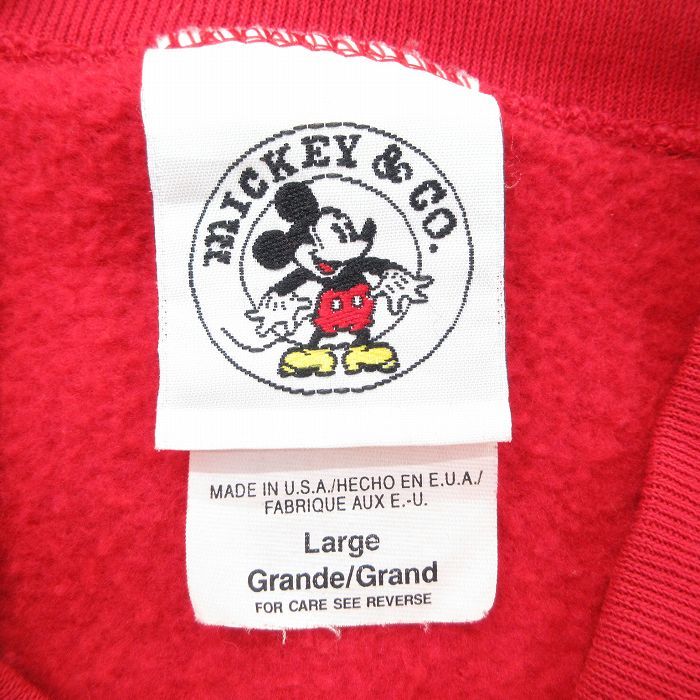 mICKEY & CO.
MADE IN U.S.A./HECHO EN E.U.A./
FABRIQUE AUX E.-U.
Large
Grande/Grand
FOR CARE SEE REVERSE